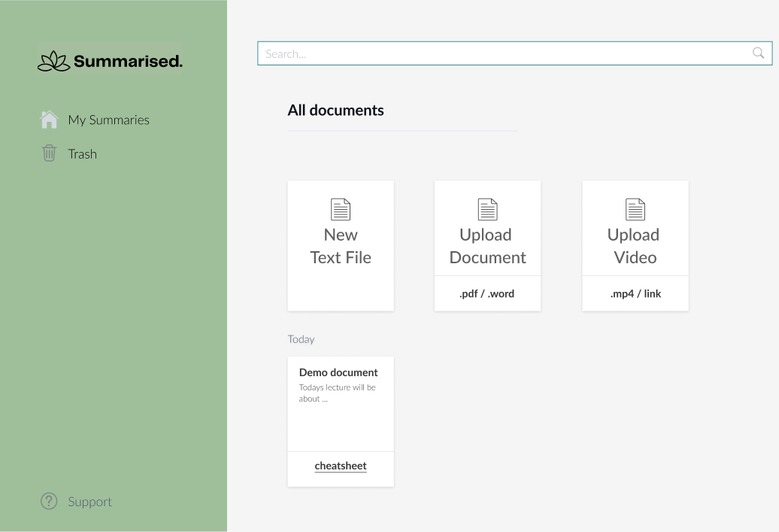 Summarised.
Search...
My Summaries
Trash
All documents
New
Text File
Upload
Document
.pdf / .word
Upload
Video
.mp4 / link
Today
Demo document
Todays lecture will be
about ...
cheatsheet
Support